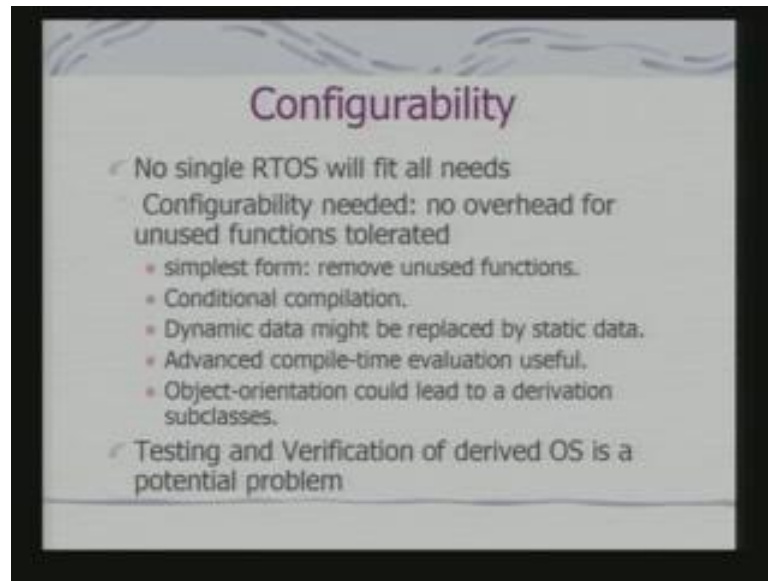 Configurability
No single RTOS will fit all needs
Configurability needed: no overhead for
unused functions tolerated
simplest form: remove unused functions.
Conditional compilation.
Dynamic data might be replaced by static data.
Advanced compile-time evaluation useful.
Object-orientation could lead to a derivation
subclasses.
Testing and Verification of derived OS is a
potential problem